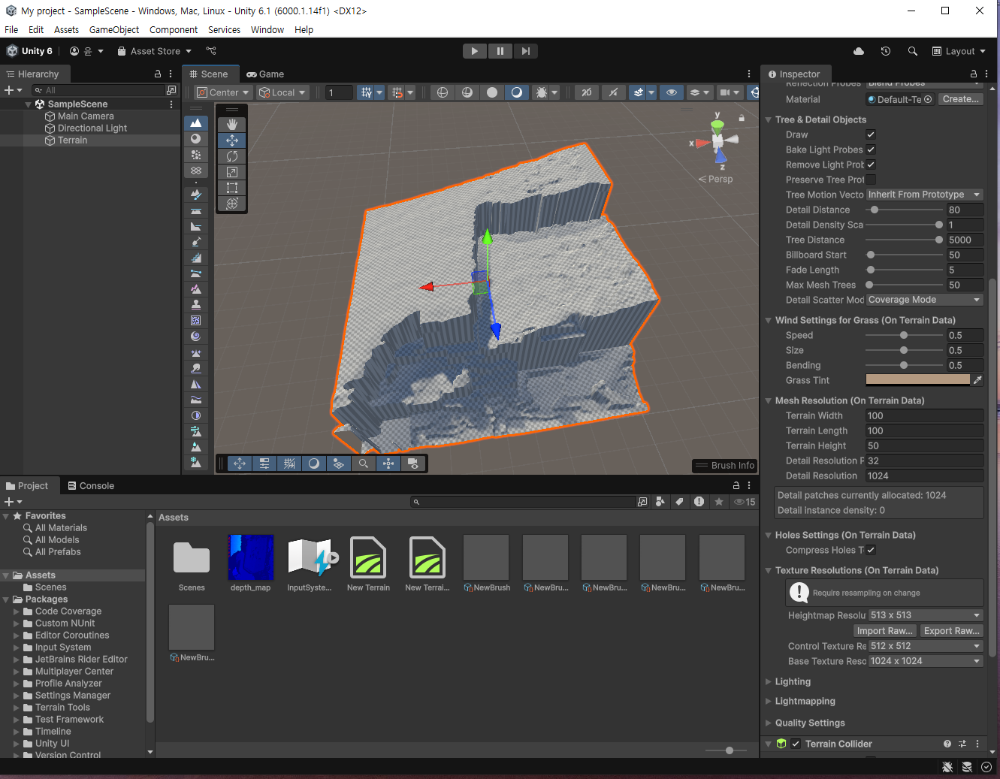 My project - SampleScene - Windows, Mac, Linux - Unity 6.1 (6000.1.14f1) <DX12>
File Edit Assets GameObject Component Services Window Help
Unity 6 윤 Asset Store Layout
Hierarchy
All
SampleScene
Main Camera
Directional Light
Terrain
Scene Game
Center Local 1 2D
y
x
z
Persp
Brush Info
Inspector
Reflection Probes Blend Probes
Material Default-Te Create...
Tree & Detail Objects
Draw
Bake Light Probes
Remove Light Prob
Preserve Tree Prot
Tree Motion Vecto Inherit From Prototype
Detail Distance 80
Detail Density Sca 1
Tree Distance 5000
Billboard Start 50
Fade Length 5
Max Mesh Trees 50
Detail Scatter Mod Coverage Mode
Wind Settings for Grass (On Terrain Data)
Speed 0.5
Size 0.5
Bending 0.5
Grass Tint
Mesh Resolution (On Terrain Data)
Terrain Width 100
Terrain Length 100
Terrain Height 50
Detail Resolution P 32
Detail Resolution 1024
Detail patches currently allocated: 1024
Detail instance density: 0
Holes Settings (On Terrain Data)
Compress Holes T
Texture Resolutions (On Terrain Data)
Require resampling on change
Heightmap Resolu 513 x 513
Import Raw... Export Raw...
Control Texture Re 512 x 512
Base Texture Reso 1024 x 1024
Lighting
Lightmapping
Quality Settings
Terrain Collider
Project Console
15
Favorites
All Materials
All Models
All Prefabs
Assets
Scenes
Packages
Code Coverage
Custom NUnit
Editor Coroutines
Input System
JetBrains Rider Editor
Multiplayer Center
Profile Analyzer
Settings Manager
Terrain Tools
Test Framework
Timeline
Unity UI
Version Control
Assets
Scenes depth_map InputSyste... New Terrain New Terrai... NewBrush NewBru... NewBru... NewBru... NewBru...
NewBru...